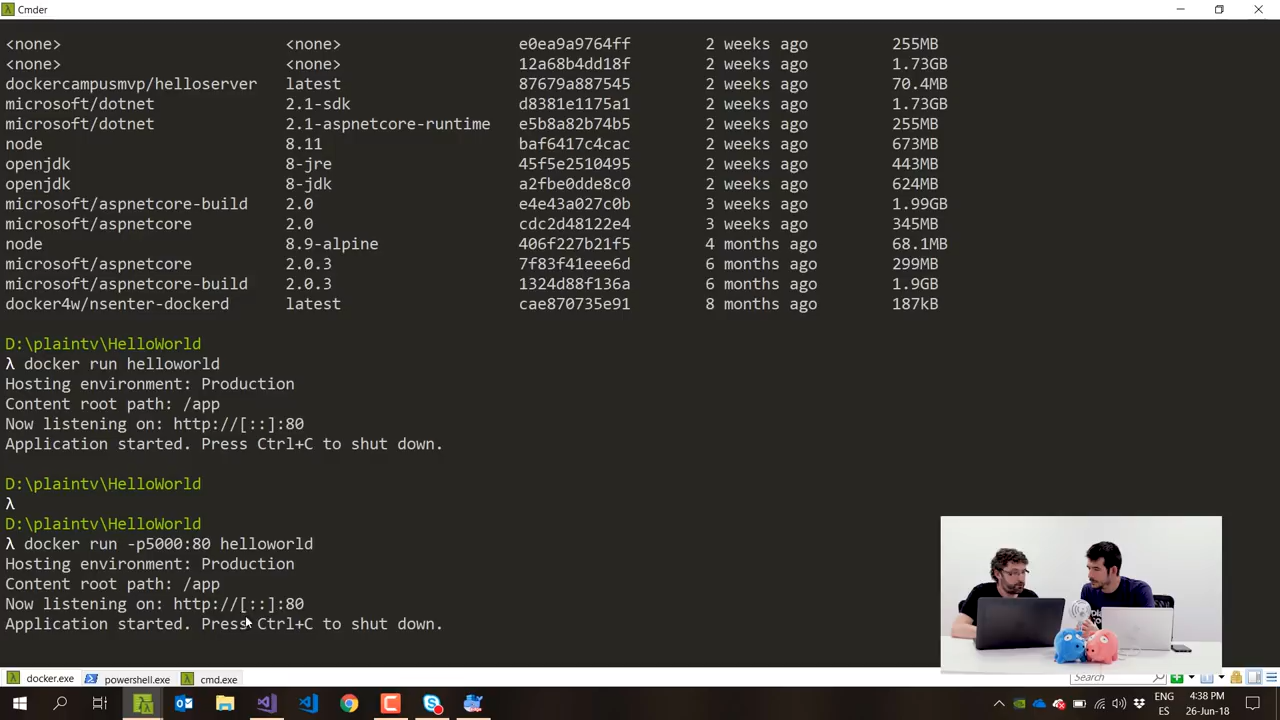 Cmder
<none> <none> e0ea9a9764ff 2 weeks ago 255MB
<none> <none> 12a68b4dd18f 2 weeks ago 1.73GB
dockercampusmvp/helloserver latest 87679a887545 2 weeks ago 70.4MB
microsoft/dotnet 2.1-sdk d8381e1175a1 2 weeks ago 1.73GB
microsoft/dotnet 2.1-aspnetcore-runtime e5b8a82b74b5 2 weeks ago 255MB
node 8.11 baf6417c4cac 2 weeks ago 673MB
openjdk 8-jre 45f5e2510495 2 weeks ago 443MB
openjdk 8-jdk a2fbe0dde8c0 2 weeks ago 624MB
microsoft/aspnetcore-build 2.0 e4e43a027c0b 3 weeks ago 1.99GB
microsoft/aspnetcore 2.0 cdc2d48122e4 3 weeks ago 345MB
node 8.9-alpine 406f227b21f5 4 months ago 68.1MB
microsoft/aspnetcore 2.0.3 7f83f41eee6d 6 months ago 299MB
microsoft/aspnetcore-build 2.0.3 1324d88f136a 6 months ago 1.9GB
docker4w/nsenter-dockerd latest cae870735e91 8 months ago 187kB
D:\plaintv\HelloWorld
λ docker run helloworld
Hosting environment: Production
Content root path: /app
Now listening on: http://[::]:80
Application started. Press Ctrl+C to shut down.
D:\plaintv\HelloWorld
λ
D:\plaintv\HelloWorld
λ docker run -p5000:80 helloworld
Hosting environment: Production
Content root path: /app
Now listening on: http://[::]:80
Application started. Press Ctrl+C to shut down.
docker.exe powershell.exe cmd.exe Search
ENG 4:38 PM
ES 26-Jun-18